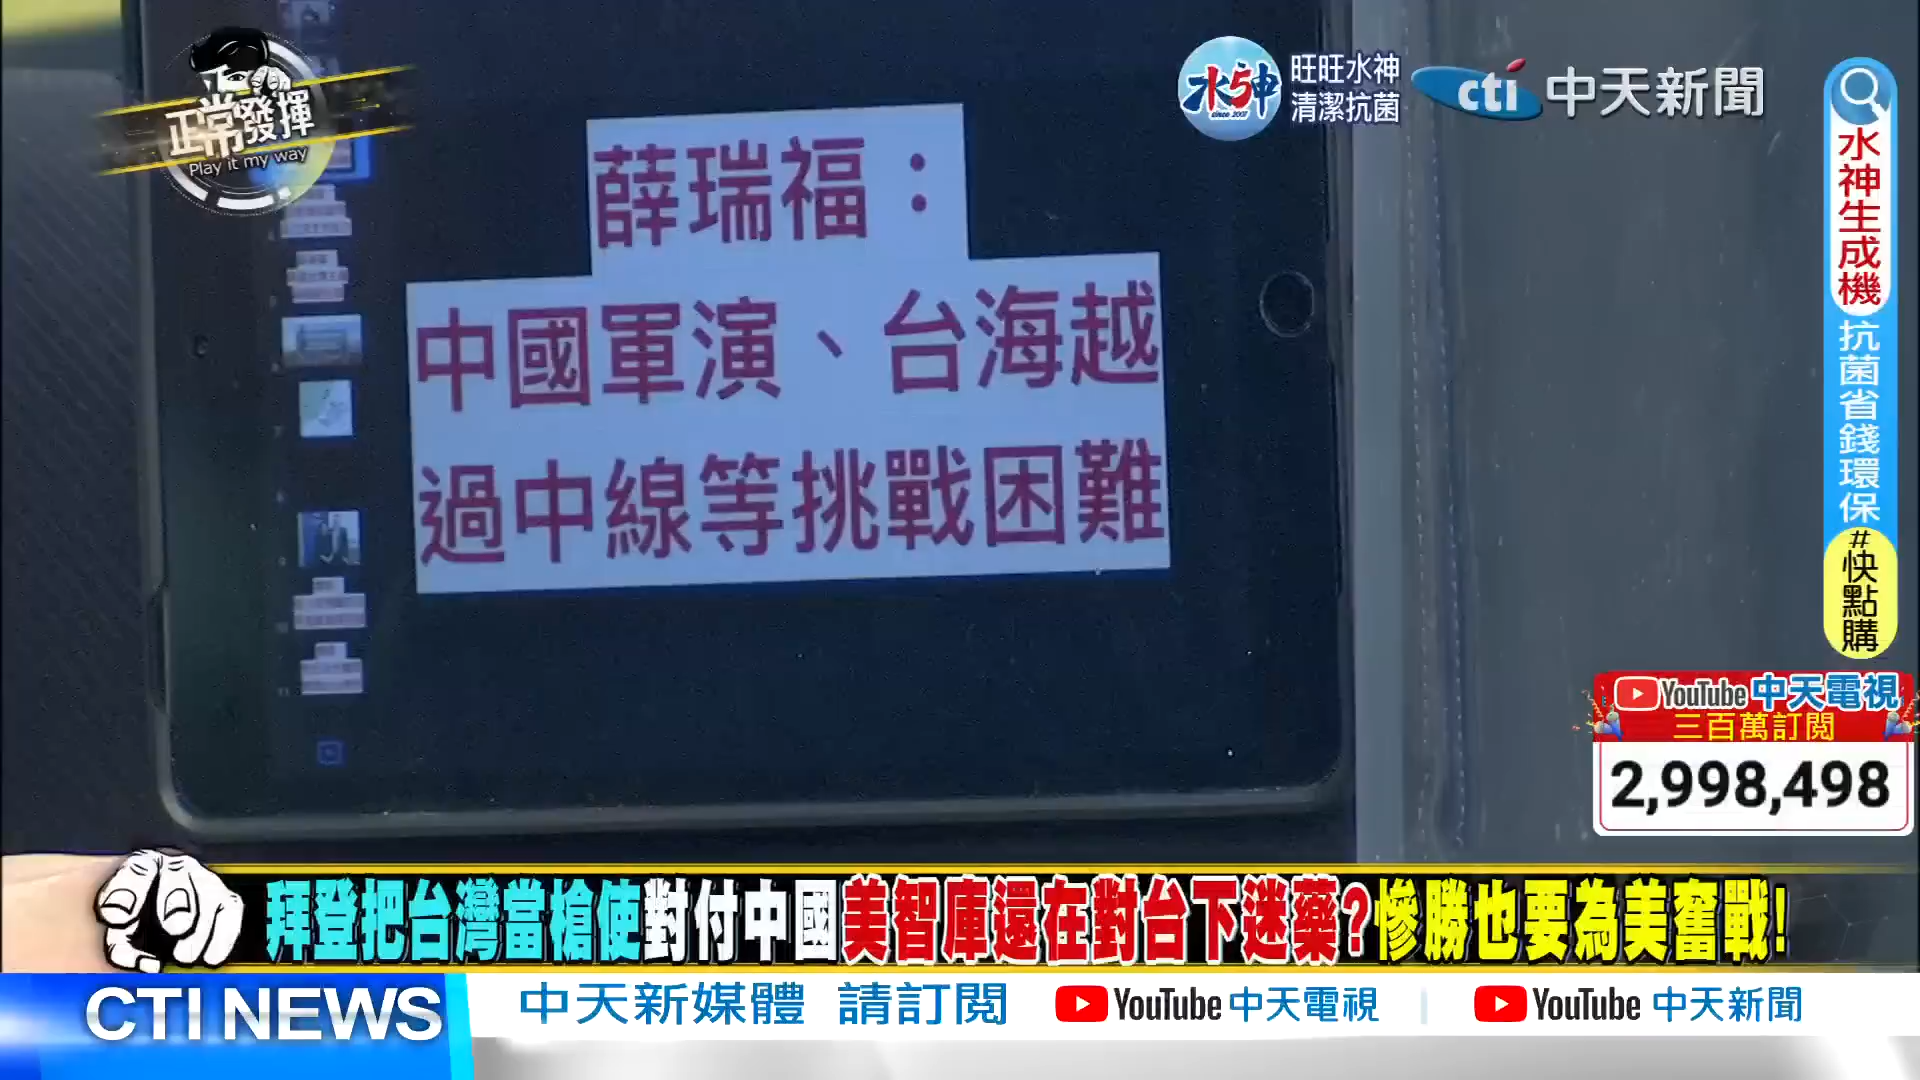 正常發揮
Play it my way
水神
since 2007
旺旺水神
清潔抗菌
cti 中天新聞
薛瑞福：
中國軍演、台海越
過中線等挑戰困難
水神生成機
抗菌省錢環保
#快點購
YouTube 中天電視
三百萬訂閱
2,998,498
拜登把台灣當槍使對付中國美智庫還在對台下迷藥?慘勝也要為美奮戰!
CTI NEWS
中天新媒體 請訂閱 YouTube 中天電視 | YouTube 中天新聞